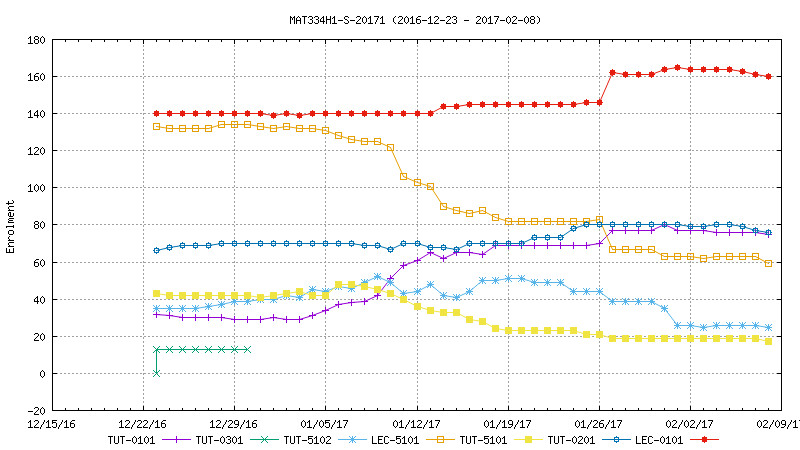 MAT334H1-S-20171 (2016-12-23 - 2017-02-08)
180
160
140
120
100
80
60
40
20
0
-20
Enrolment
12/15/16 12/22/16 12/29/16 01/05/17 01/12/17 01/19/17 01/26/17 02/02/17 02/09/1
TUT-0101 TUT-0301 TUT-5102 LEC-5101 TUT-5101 TUT-0201 LEC-0101